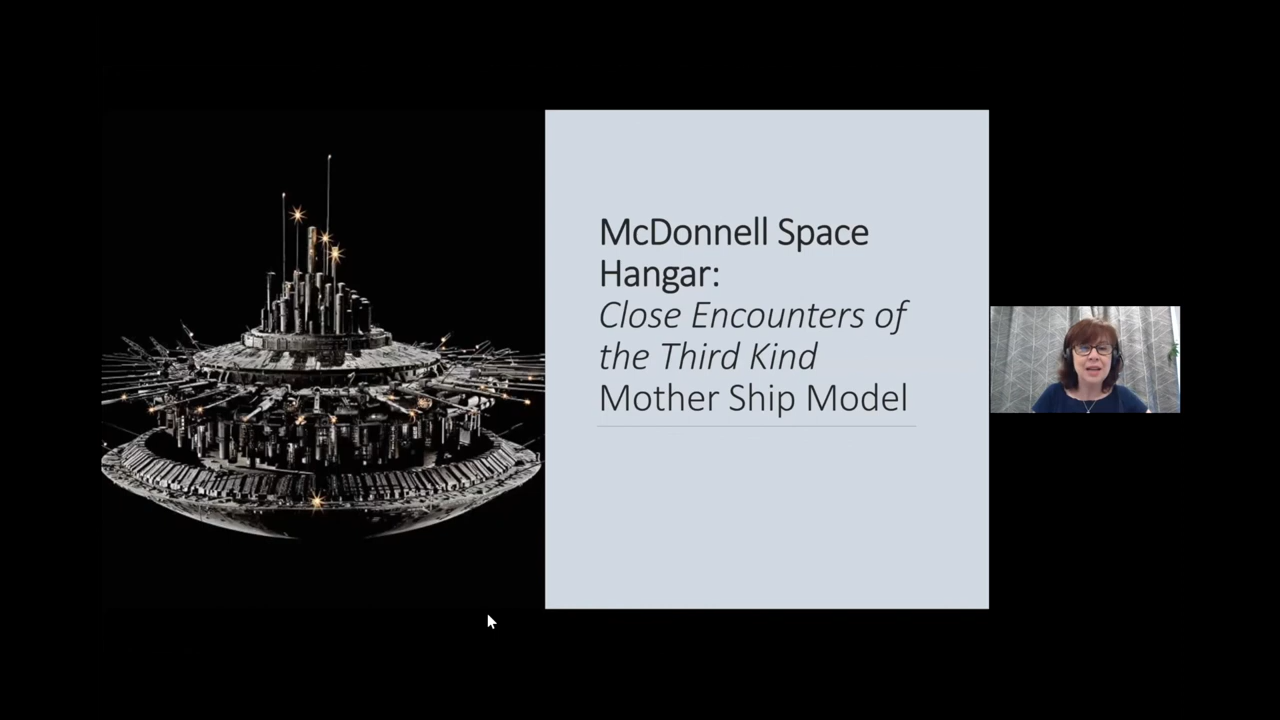 McDonnell Space
Hangar:
Close Encounters of
the Third Kind
Mother Ship Model